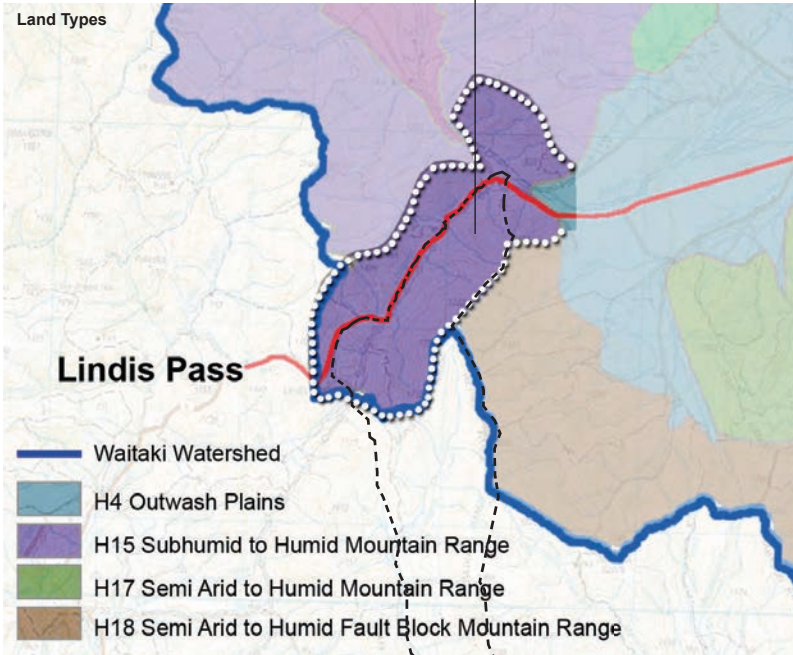 Land Types
Lindis Pass
Waitaki Watershed
H4 Outwash Plains
H15 Subhumid to Humid Mountain Range
H17 Semi Arid to Humid Mountain Range
H18 Semi Arid to Humid Fault Block Mountain Range